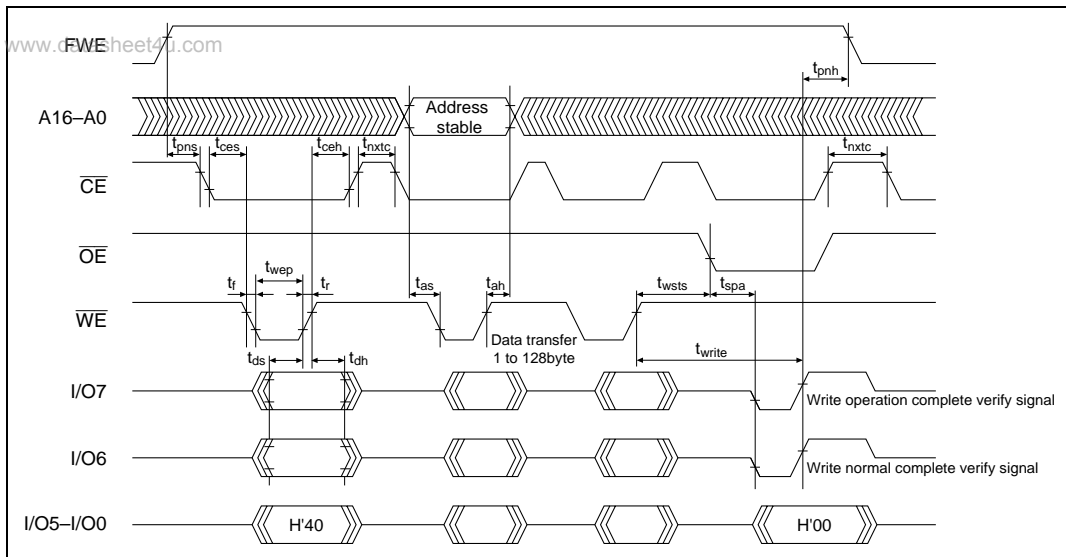 www.datasheet4u.com
FWE
tpnh
A16–A0
Address
stable
tpns
tces
tceh
tnxtc
tnxtc
CE
OE
twep
tf
tr
tas
tah
twsts
tspa
WE
Data transfer
1 to 128byte
twrite
tds
tdh
I/O7
Write operation complete verify signal
I/O6
Write normal complete verify signal
I/O5–I/O0
H'40
H'00